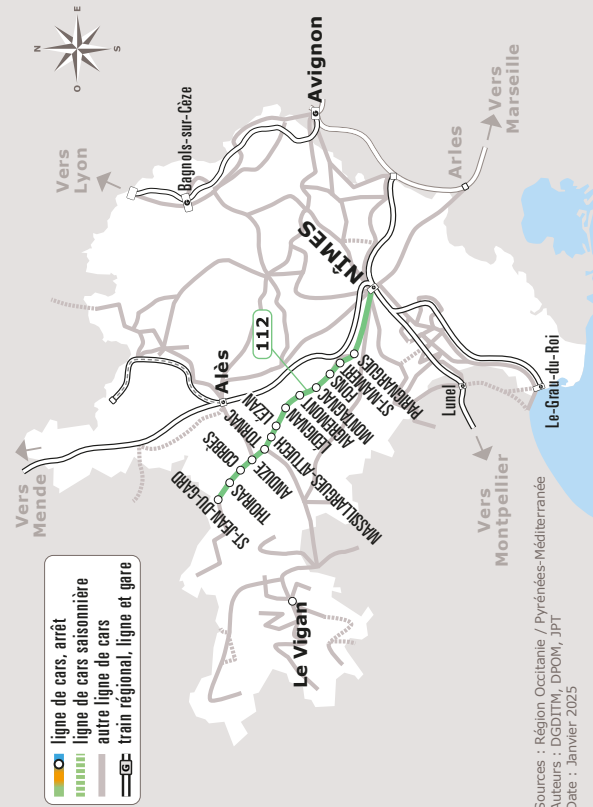 ligne de cars, arrêt
ligne de cars saisonnière
autre ligne de cars
G
train régional, ligne et gare
N
E
S
O
Vers
Mende
Vers
Lyon
G
Bagnols-sur-Cèze
G
Avignon
Arles
Vers
Marseille
Alès
112
NÎMES
ST-JEAN-DU-GARD
THOIRAS
CORBÈS
ANDUZE
TORNAC
MASSILLARGUES-ATTUECH
LÉZAN
LÉDIGNAN
AIGREMONT
MONTAGNAC
FONS
ST-MAMERT
PARIGNARGUES
Le Vigan
Lunel
Le-Grau-du-Roi
Vers
Montpellier
Sources : Région Occitanie / Pyrénées-Méditerranée
Auteurs : DGDITM, DPOM, JPT
Date : Janvier 2025